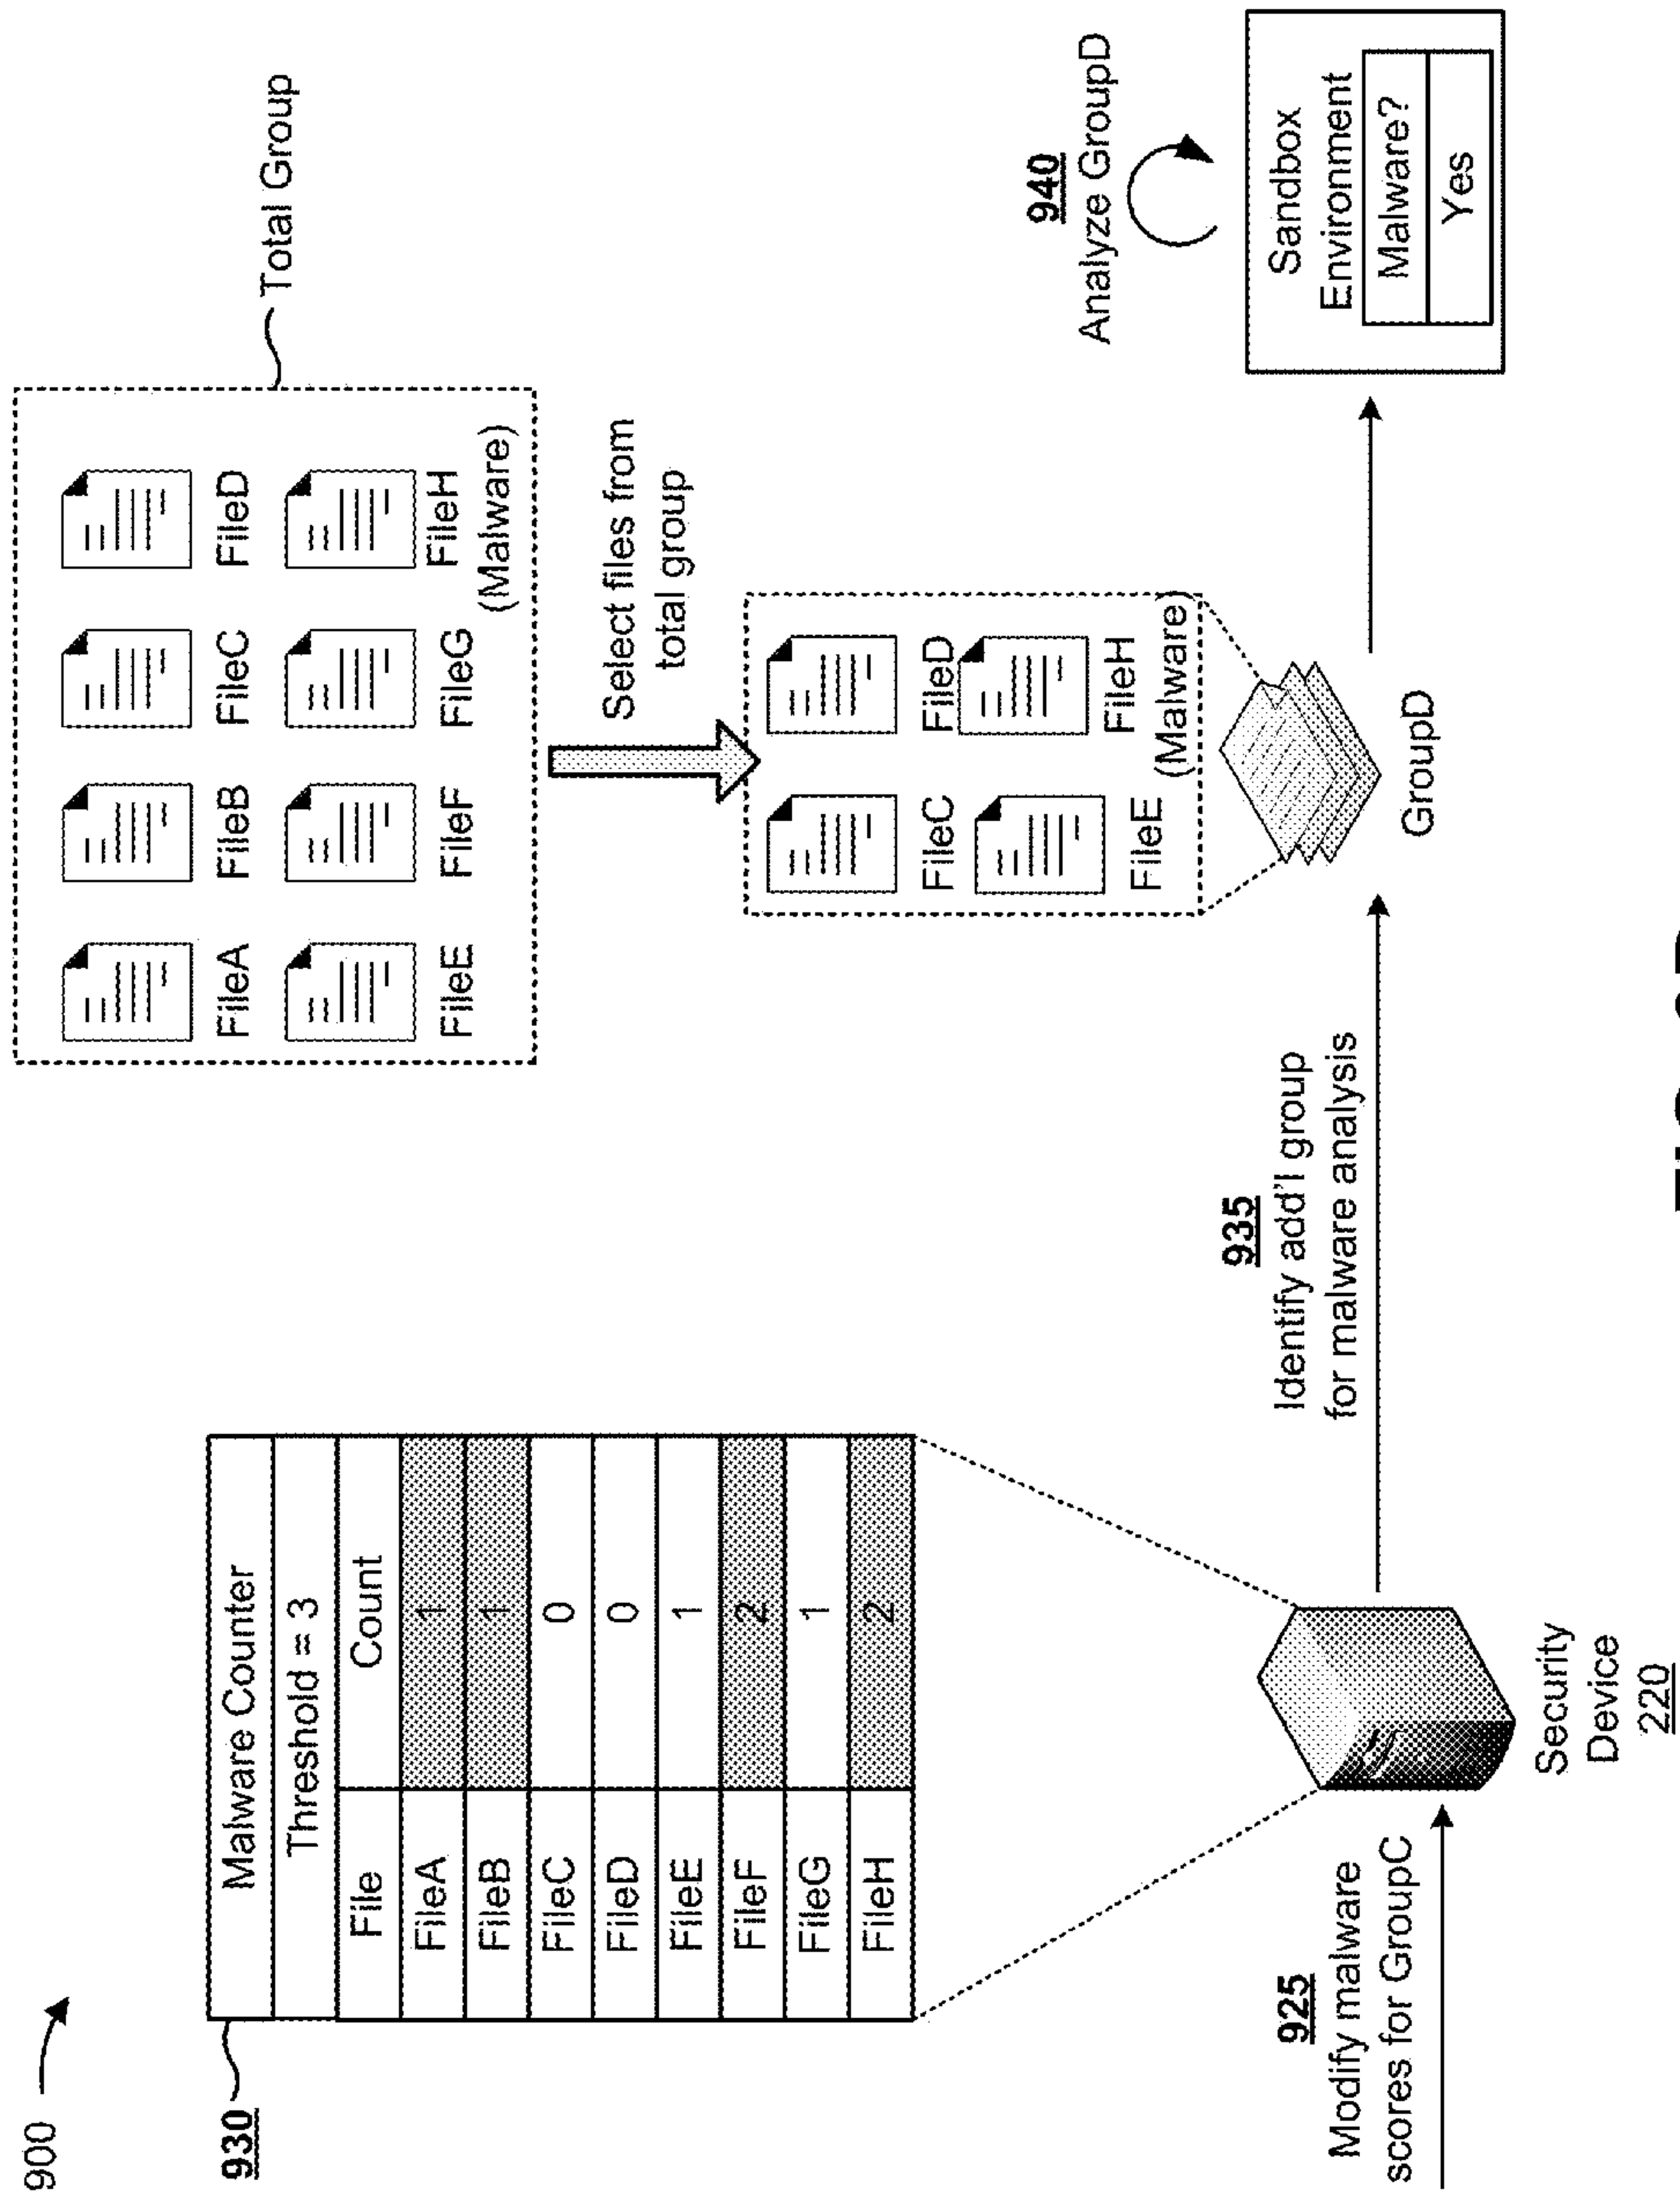 900
930
Malware Counter
Threshold = 3
File Count
FileA 1
FileB 1
FileC 0
FileD 0
FileE 1
FileF 2
FileG 1
FileH 2
Total Group
FileA FileB FileC FileD
FileE FileF FileG FileH
(Malware)
Select files from
total group
FileC FileD
FileE FileH
(Malware)
925
Modify malware
scores for GroupC
Security
Device
220
935
Identify add'l group
for malware analysis
GroupD
940
Analyze GroupD
Sandbox
Environment
Malware?
Yes